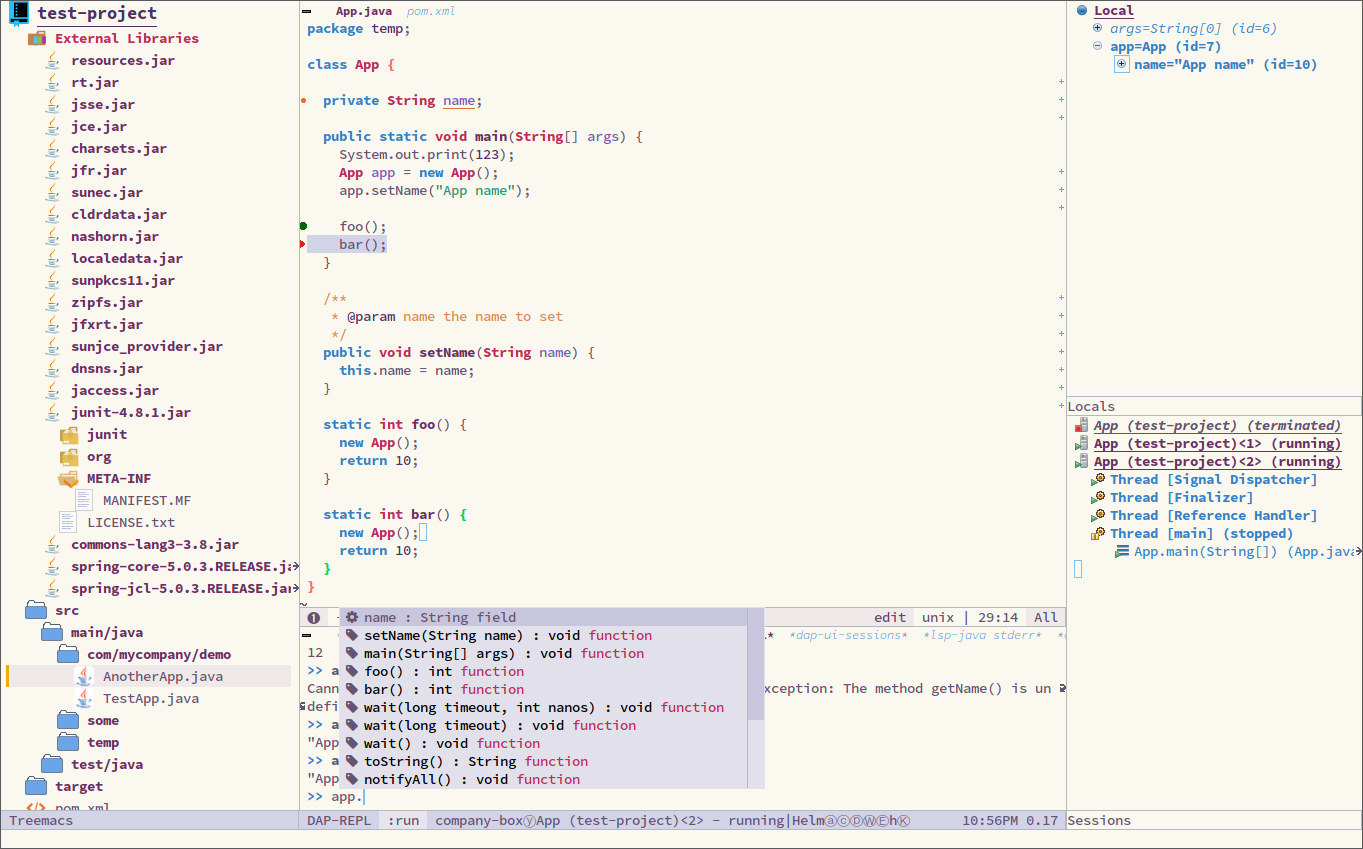 test-project
External Libraries
resources.jar
rt.jar
jsse.jar
jce.jar
charsets.jar
jfr.jar
sunec.jar
cldrdata.jar
nashorn.jar
localedata.jar
sunpkcs11.jar
zipfs.jar
jfxrt.jar
sunjce_provider.jar
dnsns.jar
jaccess.jar
junit-4.8.1.jar
junit
org
META-INF
MANIFEST.MF
LICENSE.txt
commons-lang3-3.8.jar
spring-core-5.0.3.RELEASE.ja
spring-jcl-5.0.3.RELEASE.jar
src
main/java
com/mycompany/demo
AnotherApp.java
TestApp.java
some
temp
test/java
target
pom.xml
Treemacs
App.java pom.xml
package temp;
class App {
private String name;
public static void main(String[] args) {
System.out.print(123);
App app = new App();
app.setName("App name");
foo();
bar();
}
/**
* @param name the name to set
*/
public void setName(String name) {
this.name = name;
}
static int foo() {
new App();
return 10;
}
static int bar() {
new App();
return 10;
}
}
edit unix | 29:14 All
name : String field
setName(String name) : void function
main(String[] args) : void function
foo() : int function
bar() : int function
wait(long timeout, int nanos) : void function
wait(long timeout) : void function
wait() : void function
toString() : String function
notifyAll() : void function
*dap-ui-sessions* *lsp-java stderr*
12
>> a
Cann xception: The method getName() is un
defi
>> a
"App
>> a
"App
>> app.
DAP-REPL :run company-boxⓨApp (test-project)<2> - running|HelmⓐⓒⓟⓌⒺhⓀ 10:56PM 0.17
Local
args=String[0] (id=6)
app=App (id=7)
name="App name" (id=10)
Locals
App (test-project) (terminated)
App (test-project)<1> (running)
App (test-project)<2> (running)
Thread [Signal Dispatcher]
Thread [Finalizer]
Thread [Reference Handler]
Thread [main] (stopped)
App.main(String[]) (App.java
Sessions